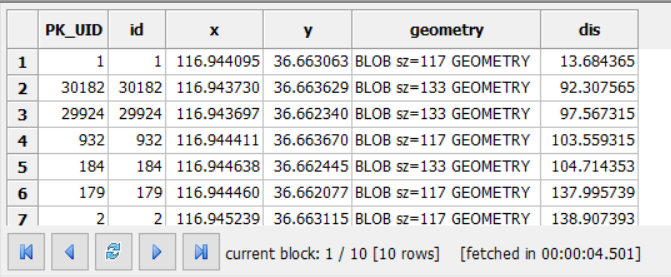 PK_UID id x y geometry dis
1 1 1 116.944095 36.663063 BLOB sz=117 GEOMETRY 13.684365
2 30182 30182 116.943730 36.663629 BLOB sz=133 GEOMETRY 92.307565
3 29924 29924 116.943697 36.662340 BLOB sz=133 GEOMETRY 97.567315
4 932 932 116.944411 36.663670 BLOB sz=117 GEOMETRY 103.559315
5 184 184 116.944638 36.662445 BLOB sz=133 GEOMETRY 104.714353
6 179 179 116.944460 36.662077 BLOB sz=117 GEOMETRY 137.995739
7 2 2 116.945239 36.663115 BLOB sz=117 GEOMETRY 138.907393
current block: 1 / 10 [10 rows] [fetched in 00:00:04.501]